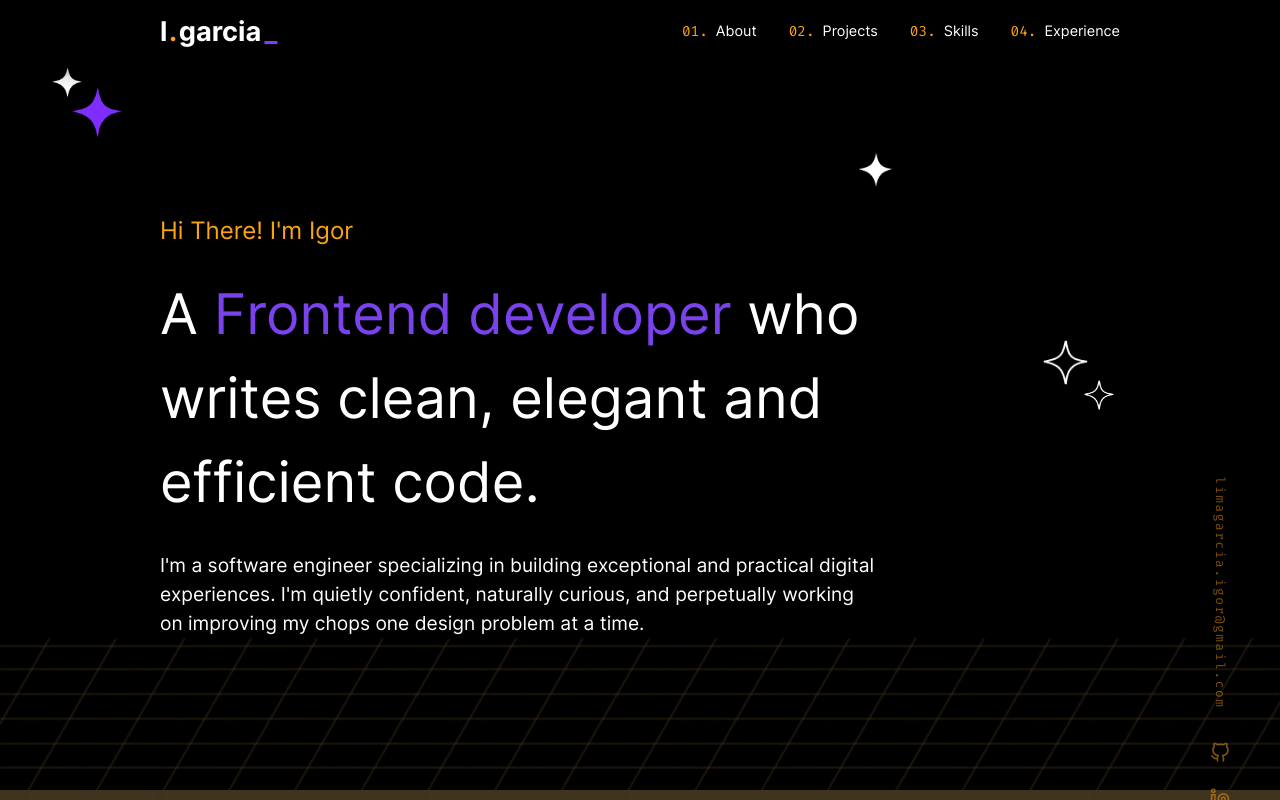 I.garcia_
01. About
02. Projects
03. Skills
04. Experience
Hi There! I'm Igor
A Frontend developer who
writes clean, elegant and
efficient code.
I'm a software engineer specializing in building exceptional and practical digital
experiences. I'm quietly confident, naturally curious, and perpetually working
on improving my chops one design problem at a time.
limagarcia.igor@gmail.com